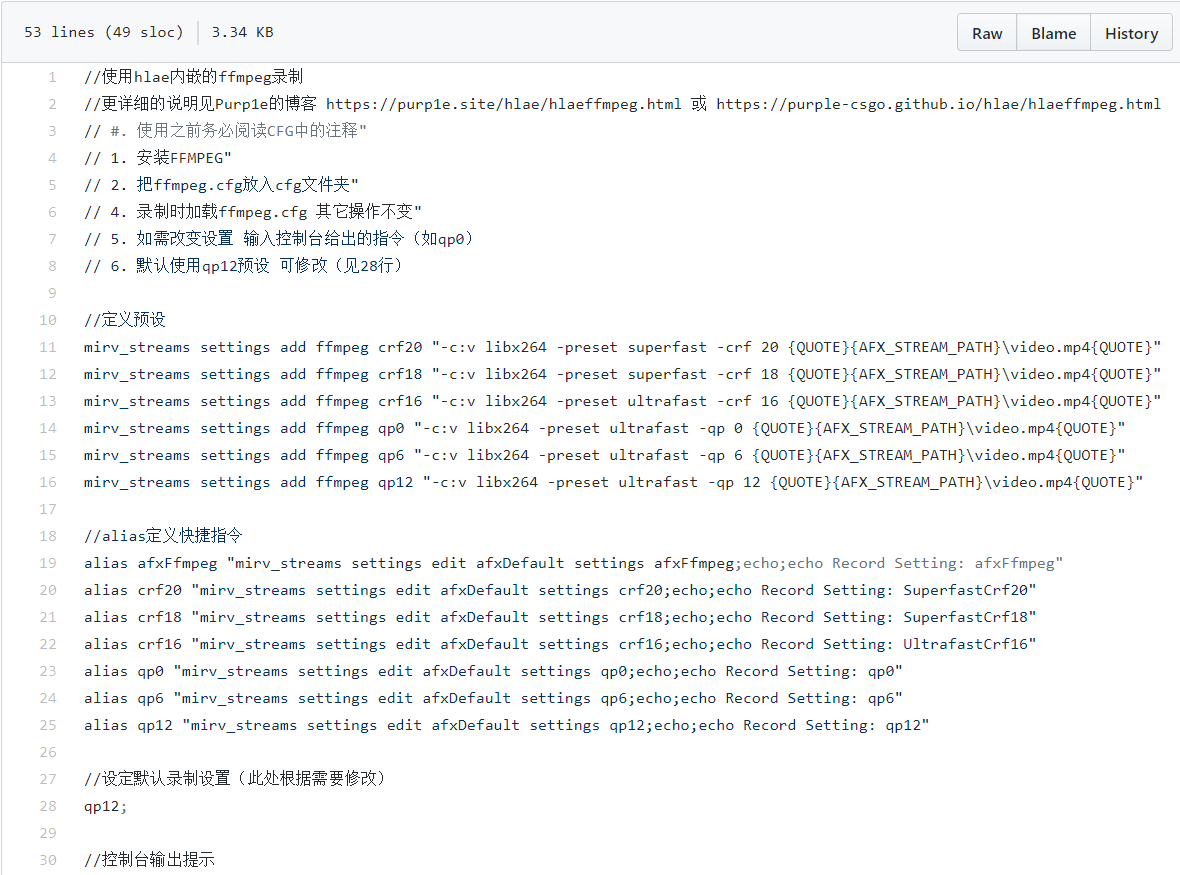 53 lines (49 sloc) 3.34 KB Raw Blame History
1 //使用hlae内嵌的ffmpeg录制
2 //更详细的说明见Purp1e的博客 https://purp1e.site/hlae/hlaeffmpeg.html 或 https://purple-csgo.github.io/hlae/hlaeffmpeg.html
3 // #. 使用之前务必阅读CFG中的注释"
4 // 1. 安装FFMPEG"
5 // 2. 把ffmpeg.cfg放入cfg文件夹"
6 // 4. 录制时加载ffmpeg.cfg 其它操作不变"
7 // 5. 如需改变设置 输入控制台给出的指令（如qp0）
8 // 6. 默认使用qp12预设 可修改（见28行）
9
10 //定义预设
11 mirv_streams settings add ffmpeg crf20 "-c:v libx264 -preset superfast -crf 20 {QUOTE}{AFX_STREAM_PATH}\video.mp4{QUOTE}"
12 mirv_streams settings add ffmpeg crf18 "-c:v libx264 -preset superfast -crf 18 {QUOTE}{AFX_STREAM_PATH}\video.mp4{QUOTE}"
13 mirv_streams settings add ffmpeg crf16 "-c:v libx264 -preset ultrafast -crf 16 {QUOTE}{AFX_STREAM_PATH}\video.mp4{QUOTE}"
14 mirv_streams settings add ffmpeg qp0 "-c:v libx264 -preset ultrafast -qp 0 {QUOTE}{AFX_STREAM_PATH}\video.mp4{QUOTE}"
15 mirv_streams settings add ffmpeg qp6 "-c:v libx264 -preset ultrafast -qp 6 {QUOTE}{AFX_STREAM_PATH}\video.mp4{QUOTE}"
16 mirv_streams settings add ffmpeg qp12 "-c:v libx264 -preset ultrafast -qp 12 {QUOTE}{AFX_STREAM_PATH}\video.mp4{QUOTE}"
17
18 //alias定义快捷指令
19 alias afxFfmpeg "mirv_streams settings edit afxDefault settings afxFfmpeg;echo;echo Record Setting: afxFfmpeg"
20 alias crf20 "mirv_streams settings edit afxDefault settings crf20;echo;echo Record Setting: SuperfastCrf20"
21 alias crf18 "mirv_streams settings edit afxDefault settings crf18;echo;echo Record Setting: SuperfastCrf18"
22 alias crf16 "mirv_streams settings edit afxDefault settings crf16;echo;echo Record Setting: UltrafastCrf16"
23 alias qp0 "mirv_streams settings edit afxDefault settings qp0;echo;echo Record Setting: qp0"
24 alias qp6 "mirv_streams settings edit afxDefault settings qp6;echo;echo Record Setting: qp6"
25 alias qp12 "mirv_streams settings edit afxDefault settings qp12;echo;echo Record Setting: qp12"
26
27 //设定默认录制设置（此处根据需要修改）
28 qp12;
29
30 //控制台输出提示